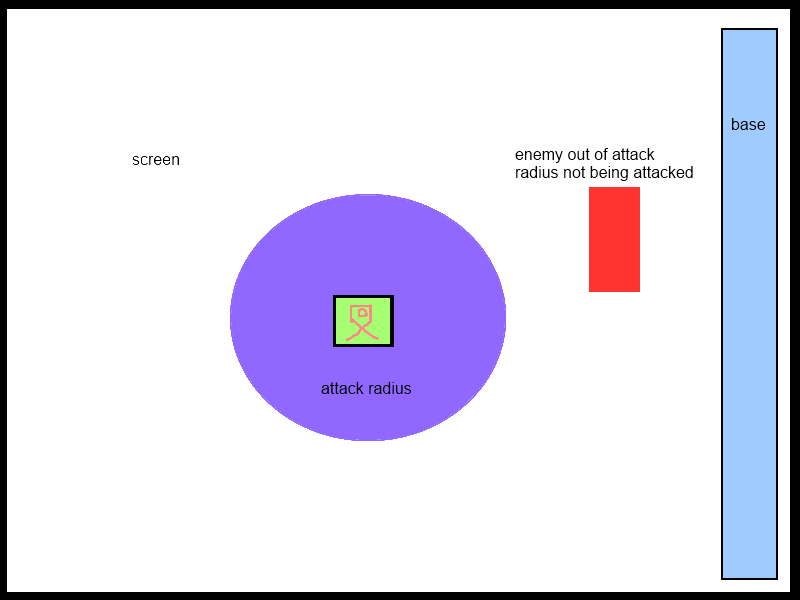 base
screen
enemy out of attack
radius not being attacked
attack radius